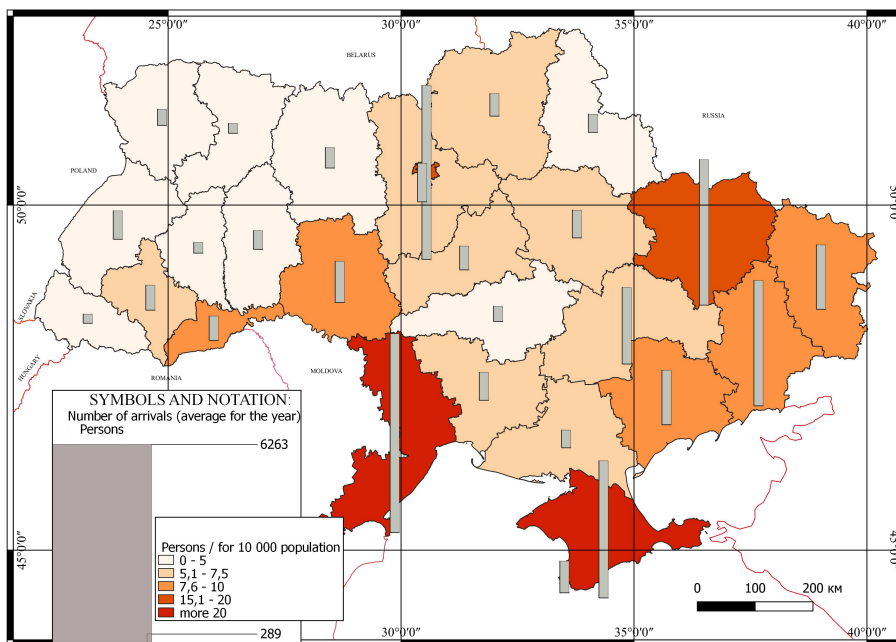 25°0'0" 30°0'0" 35°0'0" 40°0'0"
BELARUS
RUSSIA
POLAND
50°0'0" 50°0'0"
SLOVAKIA
HUNGARY
ROMANIA
MOLDOVA
SYMBOLS AND NOTATION:
Number of arrivals (average for the year)
Persons
6263
Persons / for 10 000 population
0 - 5
5,1 - 7,5
7,6 - 10
15,1 - 20
more 20
289
45°0'0" 45°0'0"
0 100 200 км
30°0'0" 35°0'0" 40°0'0"